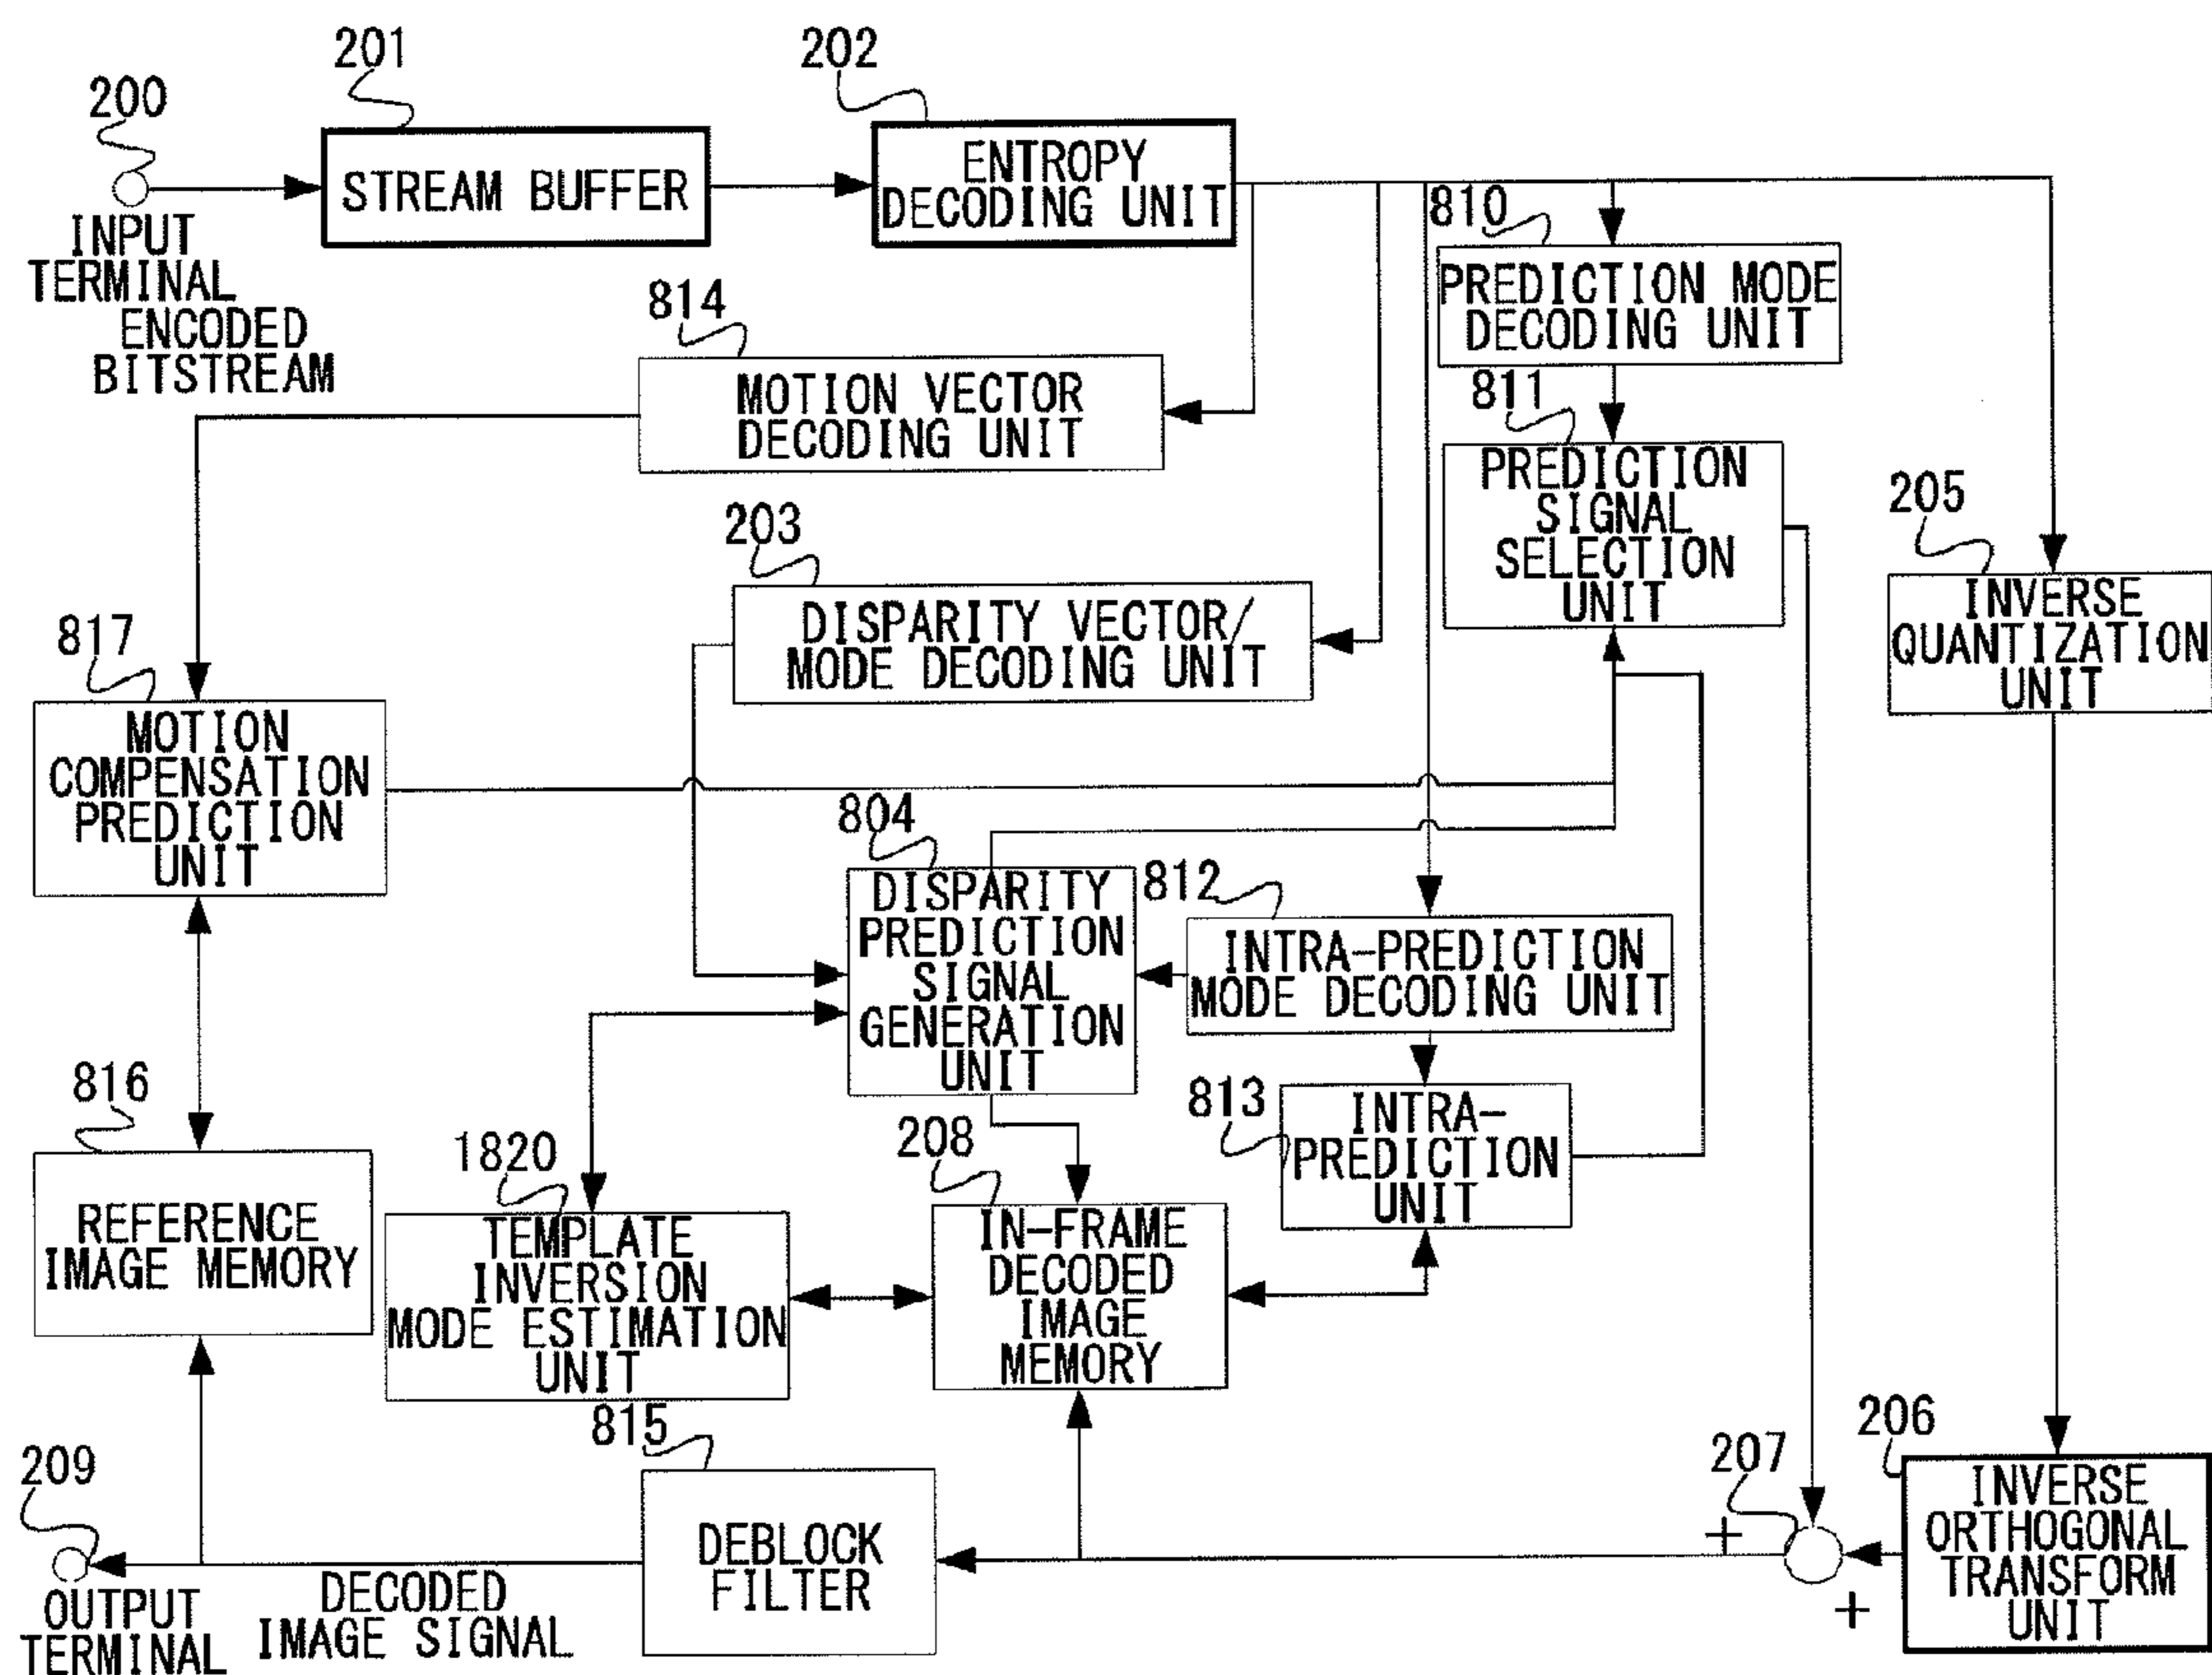 201
202
200
STREAM BUFFER
ENTROPY
DECODING UNIT
INPUT
TERMINAL
ENCODED
BITSTREAM
810
PREDICTION MODE
DECODING UNIT
814
MOTION VECTOR
DECODING UNIT
811
PREDICTION
SIGNAL
SELECTION
UNIT
205
INVERSE
QUANTIZATION
UNIT
203
DISPARITY VECTOR/
MODE DECODING UNIT
817
MOTION
COMPENSATION
PREDICTION
UNIT
804
DISPARITY
PREDICTION
SIGNAL
GENERATION
UNIT
812
INTRA-PREDICTION
MODE DECODING UNIT
816
REFERENCE
IMAGE MEMORY
1820
TEMPLATE
INVERSION
MODE ESTIMATION
UNIT
208
IN-FRAME
DECODED
IMAGE
MEMORY
813
INTRA-
PREDICTION
UNIT
815
DEBLOCK
FILTER
209
OUTPUT
TERMINAL
DECODED
IMAGE SIGNAL
207
+
+
206
INVERSE
ORTHOGONAL
TRANSFORM
UNIT